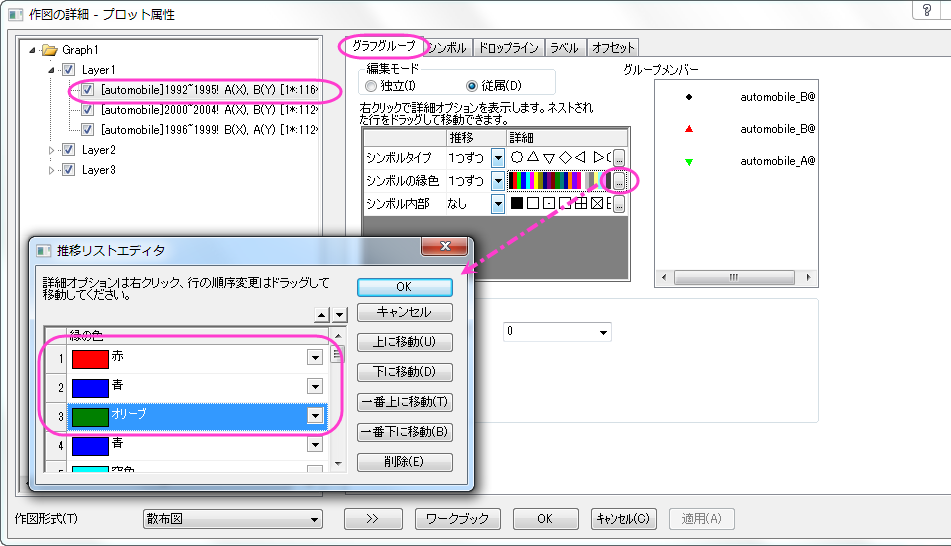 作図の詳細 - プロット属性
Graph1
Layer1
[automobile]1992~1995! A(X), B(Y) [1*:116*
[automobile]2000~2004! B(X), B(Y) [1*:112*
[automobile]1996~1999! B(X), A(Y) [1*:112*
Layer2
Layer3
グラフグループ
シンボル
ドロップライン
ラベル
オフセット
編集モード
独立(I)
従属(D)
グループメンバー
automobile_B@
automobile_B@
automobile_A@
右クリックで詳細オプションを表示します。ネストされ
た行をドラッグして移動できます。
推移
詳細
シンボルタイプ
1つずつ
...
シンボルの縁色
1つずつ
...
シンボル内部
なし
...
0
推移リストエディタ
詳細オプションは右クリック、行の順序変更はドラッグして
移動してください。
縁の色
1
赤
2
青
3
オリーブ
4
青
空色
OK
キャンセル
上に移動(U)
下に移動(D)
一番上に移動(T)
一番下に移動(B)
削除(E)
作図形式(T)
散布図
>>
ワークブック
OK
キャンセル(C)
適用(A)